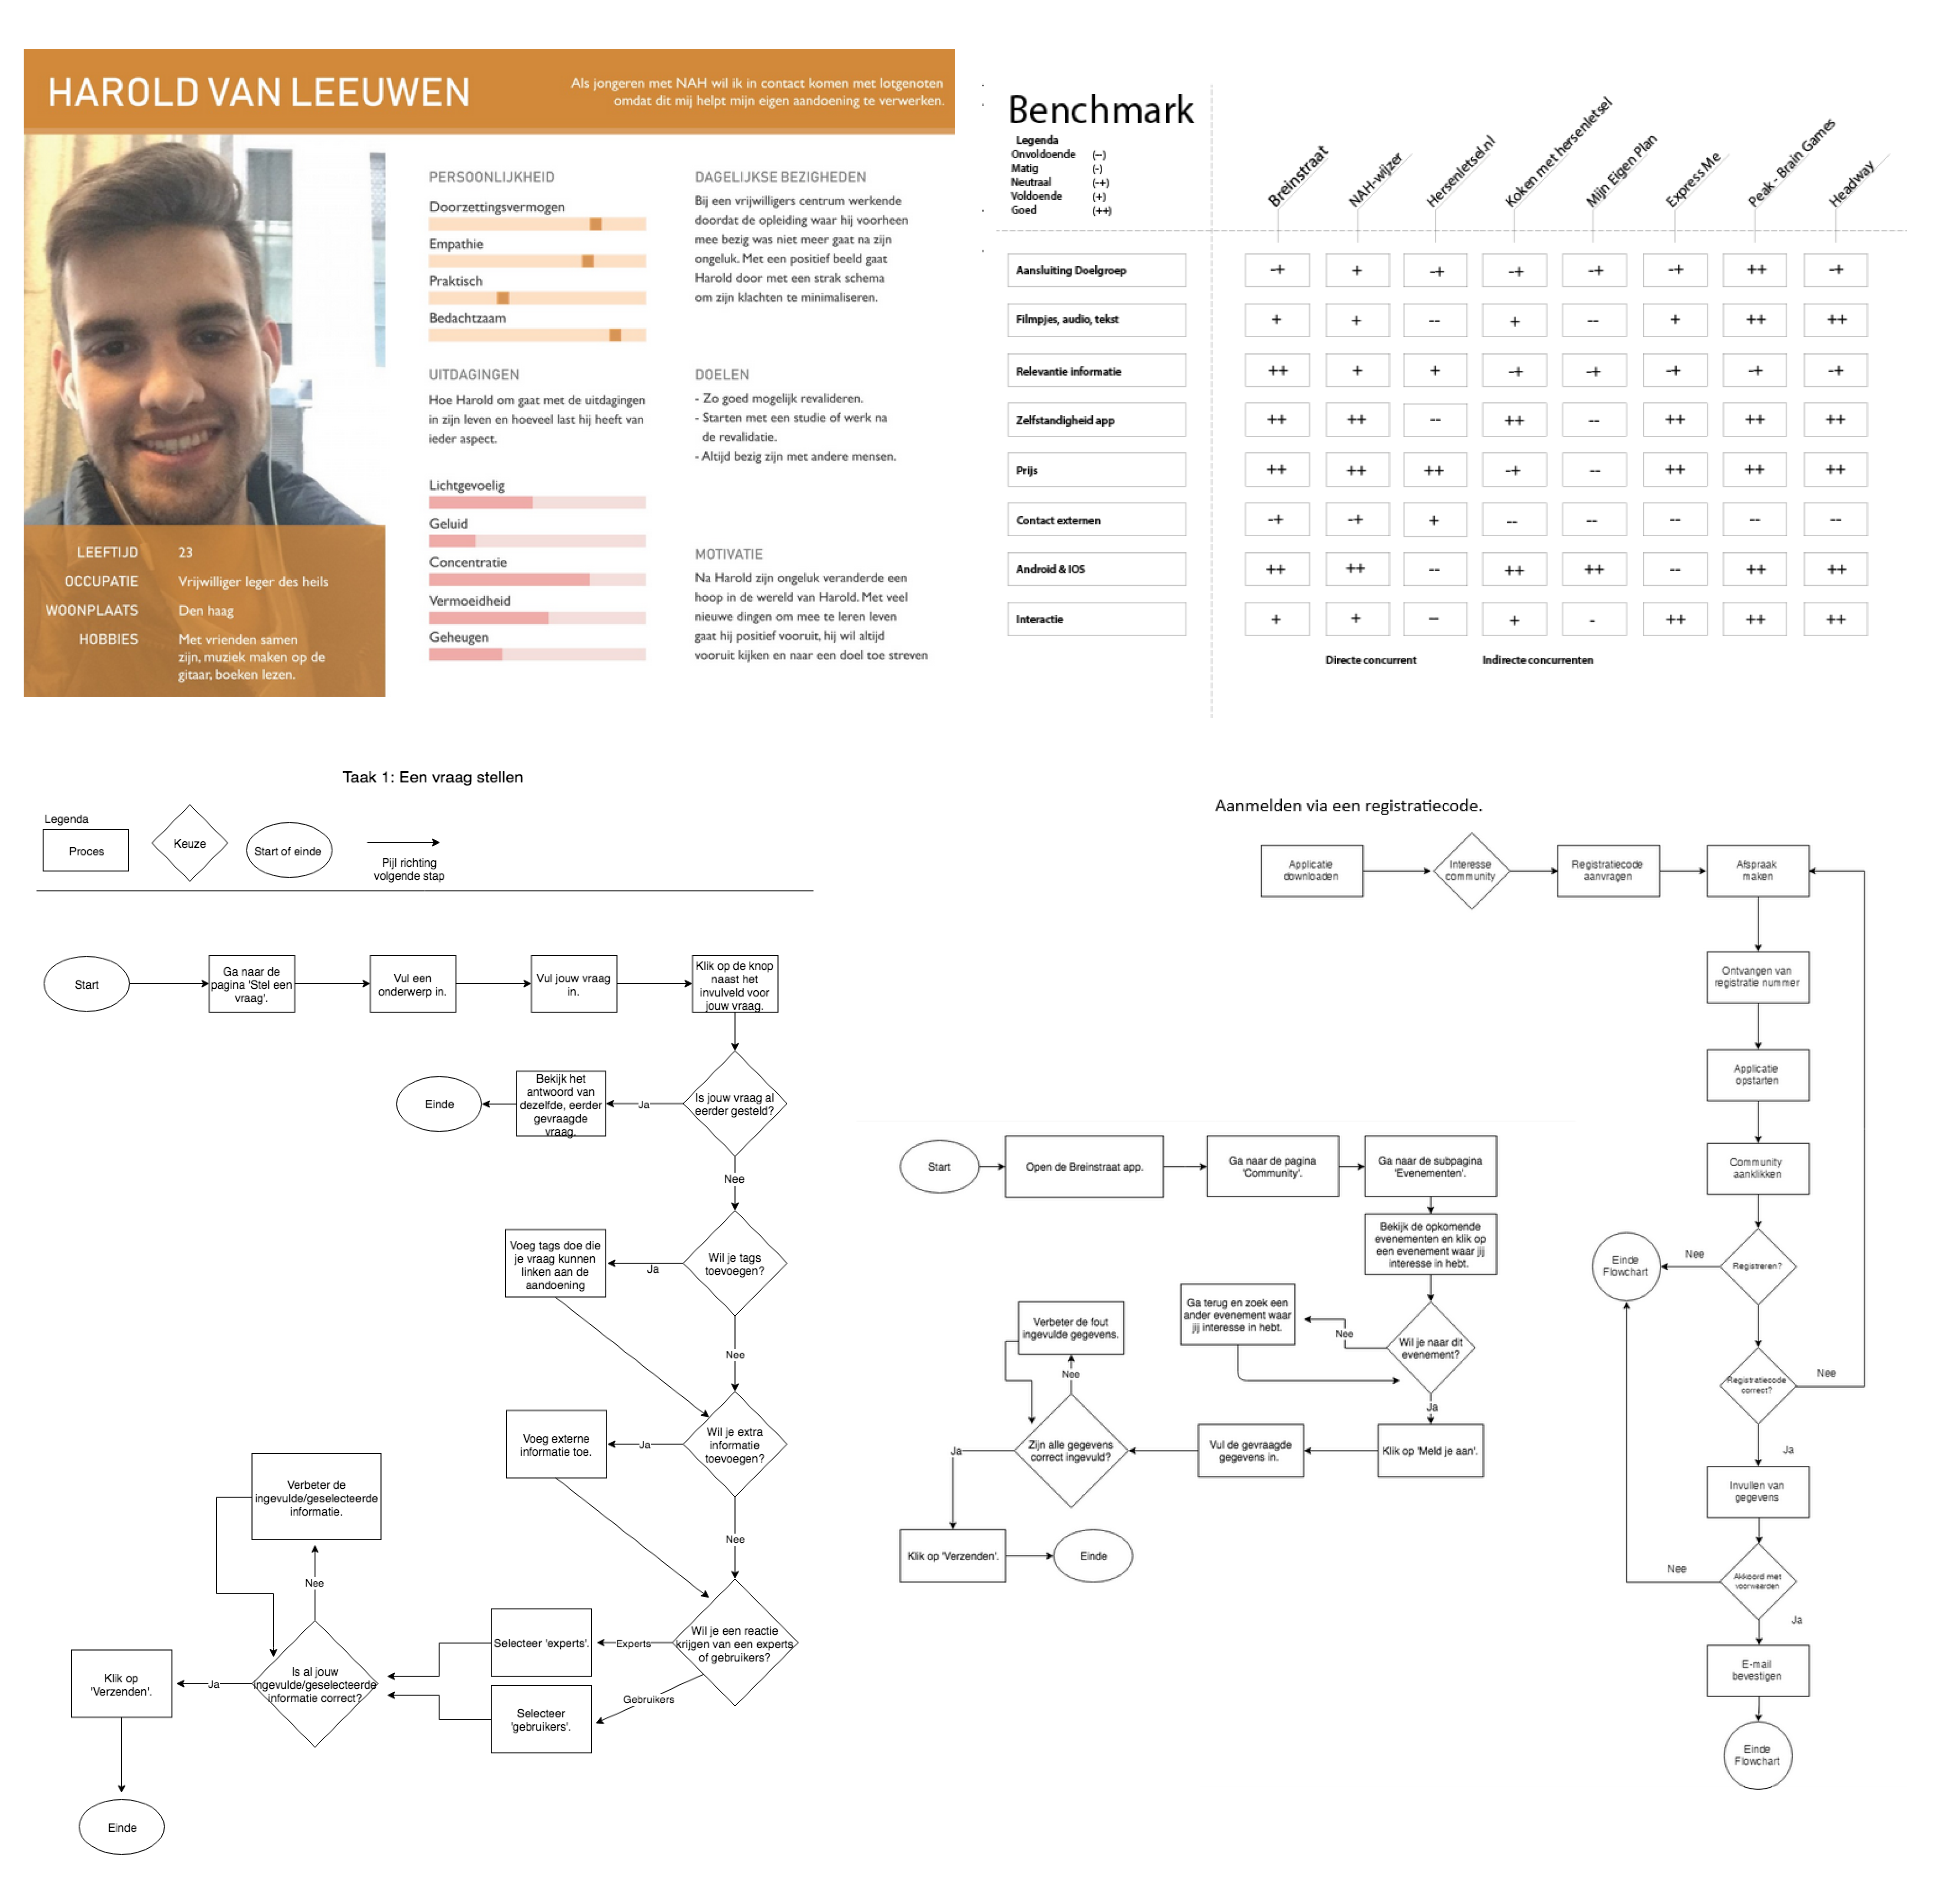 HAROLD VAN LEEUWEN
Als jongeren met NAH wil ik in contact komen met lotgenoten
omdat dit mij helpt mijn eigen aandoening te verwerken.
LEEFTIJD 23
OCCUPATIE Vrijwilliger leger des heils
WOONPLAATS Den haag
HOBBIES Met vrienden samen
zijn, muziek maken op de
gitaar, boeken lezen.
PERSOONLIJKHEID
Doorzettingsvermogen
Empathie
Praktisch
Bedachtzaam
UITDAGINGEN
Hoe Harold om gaat met de uitdagingen
in zijn leven en hoeveel last hij heeft van
ieder aspect.
Lichtgevoelig
Geluid
Concentratie
Vermoeidheid
Geheugen
DAGELIJKSE BEZIGHEDEN
Bij een vrijwilligers centrum werkende
doordat de opleiding waar hij voorheen
mee bezig was niet meer gaat na zijn
ongeluk. Met een positief beeld gaat
Harold door met een strak schema
om zijn klachten te minimaliseren.
DOELEN
- Zo goed mogelijk revalideren.
- Starten met een studie of werk na
de revalidatie.
- Altijd bezig zijn met andere mensen.
MOTIVATIE
Na Harold zijn ongeluk veranderde een
hoop in de wereld van Harold. Met veel
nieuwe dingen om mee te leren leven
gaat hij positief vooruit, hij wil altijd
vooruit kijken en naar een doel toe streven
Benchmark
Legenda
Onvoldoende (--)
Matig (-)
Neutraal (-+)
Voldoende (+)
Goed (++)
Breinstraat
NAH-wijzer
Hersenletsel.nl
Koken met hersenletsel
Mijn Eigen Plan
Express Me
Peak - Brain Games
Headway
Aansluiting Doelgroep -+ + -+ -+ -+ -+ ++ -+
Filmpjes, audio, tekst + + -- + -- + ++ ++
Relevantie informatie ++ + + -+ -+ -+ -+ -+
Zelfstandigheid app ++ ++ -- ++ -- ++ ++ ++
Prijs ++ ++ ++ -+ -- ++ ++ ++
Contact externen -+ -+ + -- -- -- -- --
Android & IOS ++ ++ -- ++ ++ -- ++ ++
Interactie + + -- + - ++ ++ ++
Directe concurrent Indirecte concurrenten
Taak 1: Een vraag stellen
Legenda
Proces
Keuze
Start of einde
Pijl richting
volgende stap
Start
Ga naar de
pagina 'Stel een
vraag'.
Vul een
onderwerp in.
Vul jouw vraag
in.
Klik op de knop
naast het
invulveld voor
jouw vraag.
Is jouw vraag al
eerder gesteld?
Ja
Bekijk het
antwoord van
dezelfde, eerder
gevraagde
vraag.
Einde
Nee
Wil je tags
toevoegen?
Ja
Voeg tags doe die
je vraag kunnen
linken aan de
aandoening
Nee
Wil je extra
informatie
toevoegen?
Ja
Voeg externe
informatie toe.
Nee
Wil je een reactie
krijgen van een experts
of gebruikers?
Experts
Selecteer 'experts'.
Gebruikers
Selecteer
'gebruikers'.
Is al jouw
ingevulde/geselecteerde
informatie correct?
Nee
Verbeter de
ingevulde/geselecteerde
informatie.
Ja
Klik op
'Verzenden'.
Einde
Start
Open de Breinstraat app.
Ga naar de pagina
'Community'.
Ga naar de subpagina
'Evenementen'.
Bekijk de opkomende
evenementen en klik op
een evenement waar jij
interesse in hebt.
Wil je naar dit
evenement?
Nee
Ga terug en zoek een
ander evenement waar
jij interesse in hebt.
Ja
Klik op 'Meld je aan'.
Vul de gevraagde
gegevens in.
Zijn alle gegevens
correct ingevuld?
Nee
Verbeter de fout
ingevulde gegevens.
Ja
Klik op 'Verzenden'.
Einde
Aanmelden via een registratiecode.
Applicatie
downloaden
Interesse
community
Registratiecode
aanvragen
Afspraak
maken
Ontvangen van
registratie nummer
Applicatie
opstarten
Community
aanklikken
Registreren?
Nee
Einde
Flowchart
Registratiecode
correct?
Nee
Ja
Invullen van
gegevens
Akkoord met
voorwaarden
Nee
Ja
E-mail
bevestigen
Einde
Flowchart